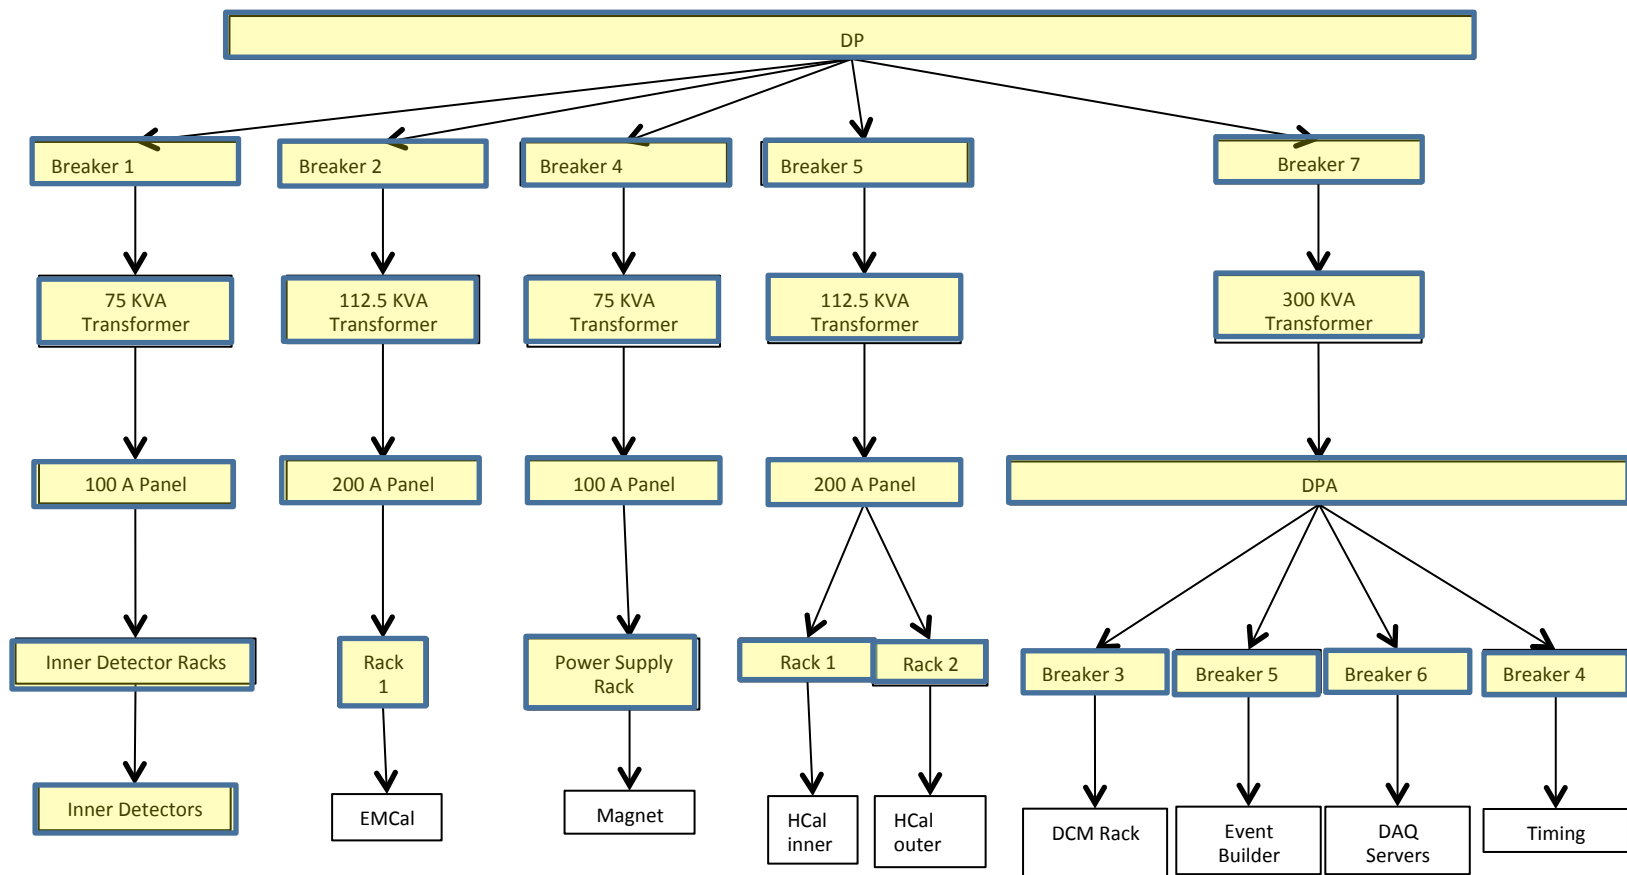 DP
Breaker 1
Breaker 2
Breaker 4
Breaker 5
Breaker 7
75 KVA
Transformer
112.5 KVA
Transformer
75 KVA
Transformer
112.5 KVA
Transformer
300 KVA
Transformer
100 A Panel
200 A Panel
100 A Panel
200 A Panel
DPA
Inner Detector Racks
Rack
1
Power Supply
Rack
Rack 1
Rack 2
Breaker 3
Breaker 5
Breaker 6
Breaker 4
Inner Detectors
EMCal
Magnet
HCal
inner
HCal
outer
DCM Rack
Event
Builder
DAQ
Servers
Timing